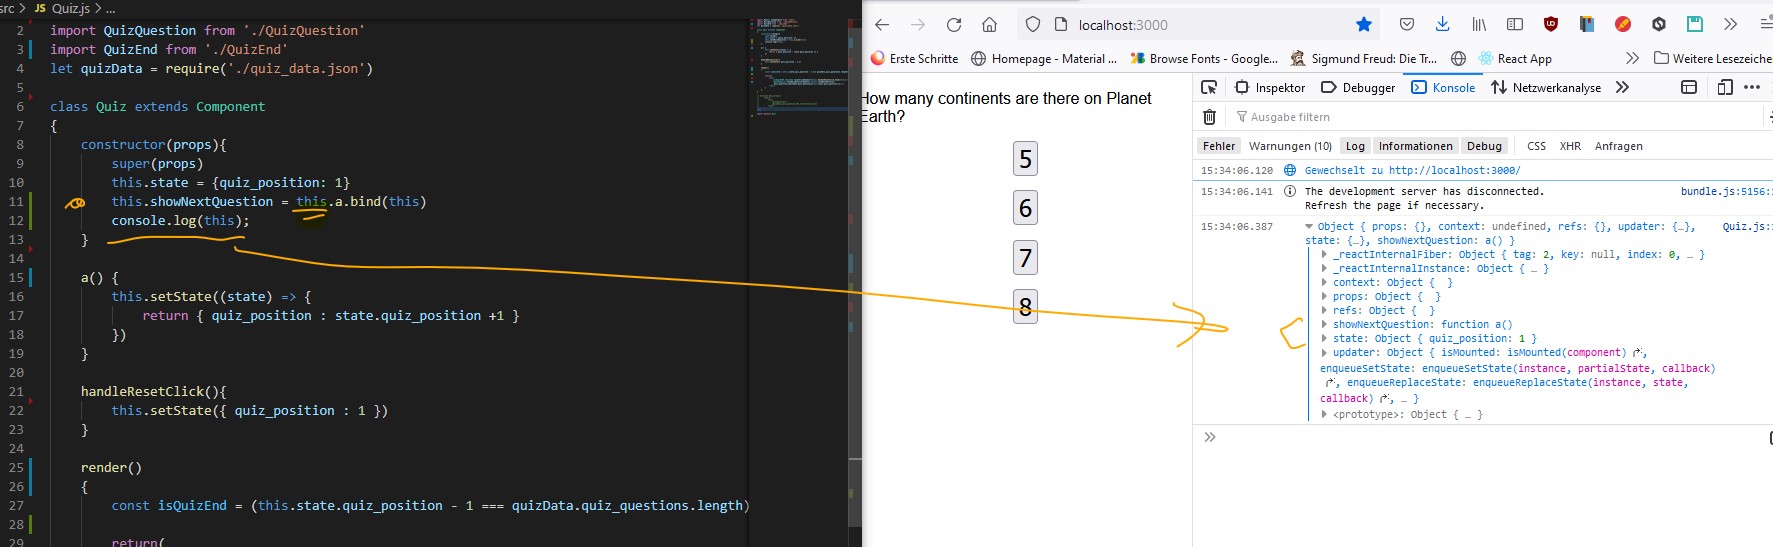 src > JS Quiz.js > ...
2 import QuizQuestion from './QuizQuestion'
3 import QuizEnd from './QuizEnd'
4 let quizData = require('./quiz_data.json')
5
6 class Quiz extends Component
7 {
8 constructor(props){
9 super(props)
10 this.state = {quiz_position: 1}
11 this.showNextQuestion = this.a.bind(this)
12 console.log(this);
13 }
14
15 a() {
16 this.setState((state) => {
17 return { quiz_position : state.quiz_position +1 }
18 })
19 }
20
21 handleResetClick(){
22 this.setState({ quiz_position : 1 })
23 }
24
25 render()
26 {
27 const isQuizEnd = (this.state.quiz_position - 1 === quizData.quiz_questions.length)
28
29 return(
localhost:3000
Erste Schritte Homepage - Material ... Browse Fonts - Google... Sigmund Freud: Die Tr... React App Weitere Lesezeichen
How many continents are there on Planet
Earth?
5
6
7
8
Inspektor Debugger Konsole Netzwerkanalyse
Ausgabe filtern
Fehler Warnungen (10) Log Informationen Debug CSS XHR Anfragen
15:34:06.120 Gewechselt zu http://localhost:3000/
15:34:06.141 The development server has disconnected. bundle.js:5156:
Refresh the page if necessary.
15:34:06.387 Object { props: {}, context: undefined, refs: {}, updater: {…}, Quiz.js:
state: {…}, showNextQuestion: a() }
_reactInternalFiber: Object { tag: 2, key: null, index: 0, … }
_reactInternalInstance: Object { … }
context: Object { }
props: Object { }
refs: Object { }
showNextQuestion: function a()
state: Object { quiz_position: 1 }
updater: Object { isMounted: isMounted(component),
enqueueSetState: enqueueSetState(instance, partialState, callback)
, enqueueReplaceState: enqueueReplaceState(instance, state,
callback), … }
<prototype>: Object { … }